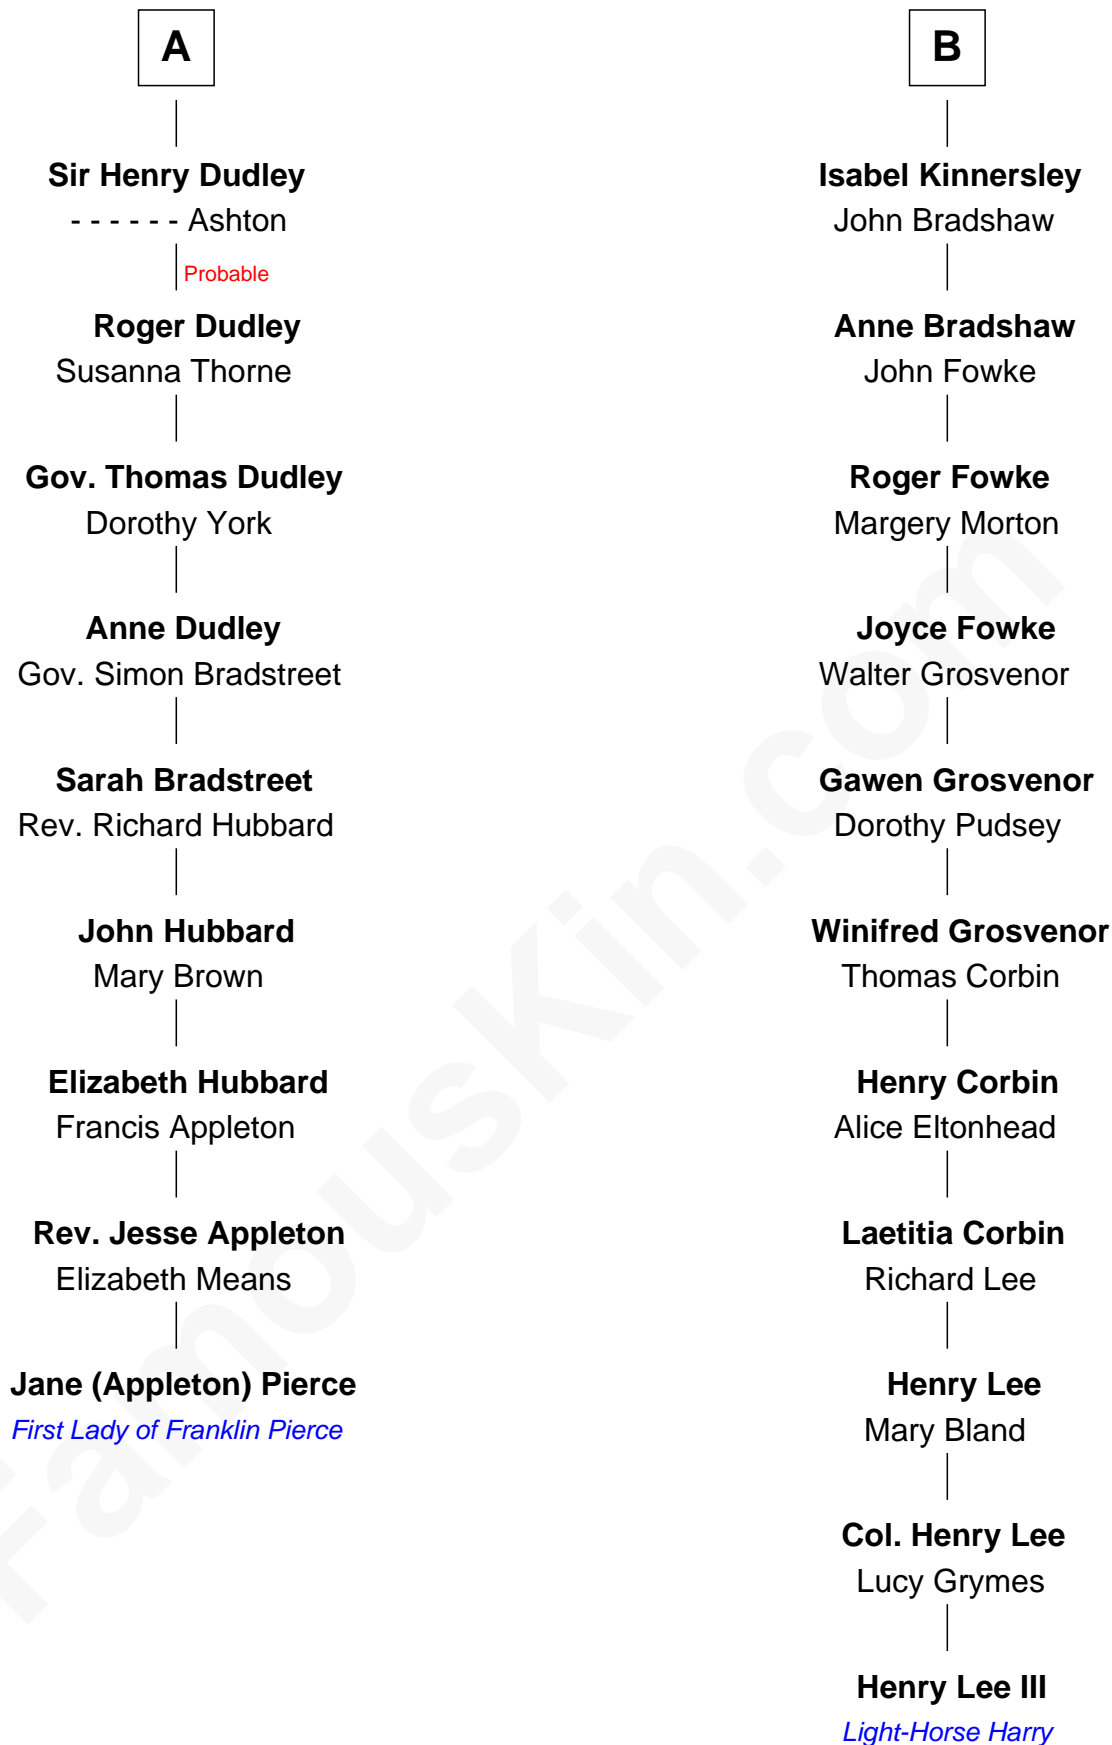 A
Sir Henry Dudley
- - - - - - Ashton
Probable
Roger Dudley
Susanna Thorne
Gov. Thomas Dudley
Dorothy York
Anne Dudley
Gov. Simon Bradstreet
Sarah Bradstreet
Rev. Richard Hubbard
John Hubbard
Mary Brown
Elizabeth Hubbard
Francis Appleton
Rev. Jesse Appleton
Elizabeth Means
Jane (Appleton) Pierce
First Lady of Franklin Pierce
B
Isabel Kinnersley
John Bradshaw
Anne Bradshaw
John Fowke
Roger Fowke
Margery Morton
Joyce Fowke
Walter Grosvenor
Gawen Grosvenor
Dorothy Pudsey
Winifred Grosvenor
Thomas Corbin
Henry Corbin
Alice Eltonhead
Laetitia Corbin
Richard Lee
Henry Lee
Mary Bland
Col. Henry Lee
Lucy Grymes
Henry Lee III
Light-Horse Harry
FamousKin.com